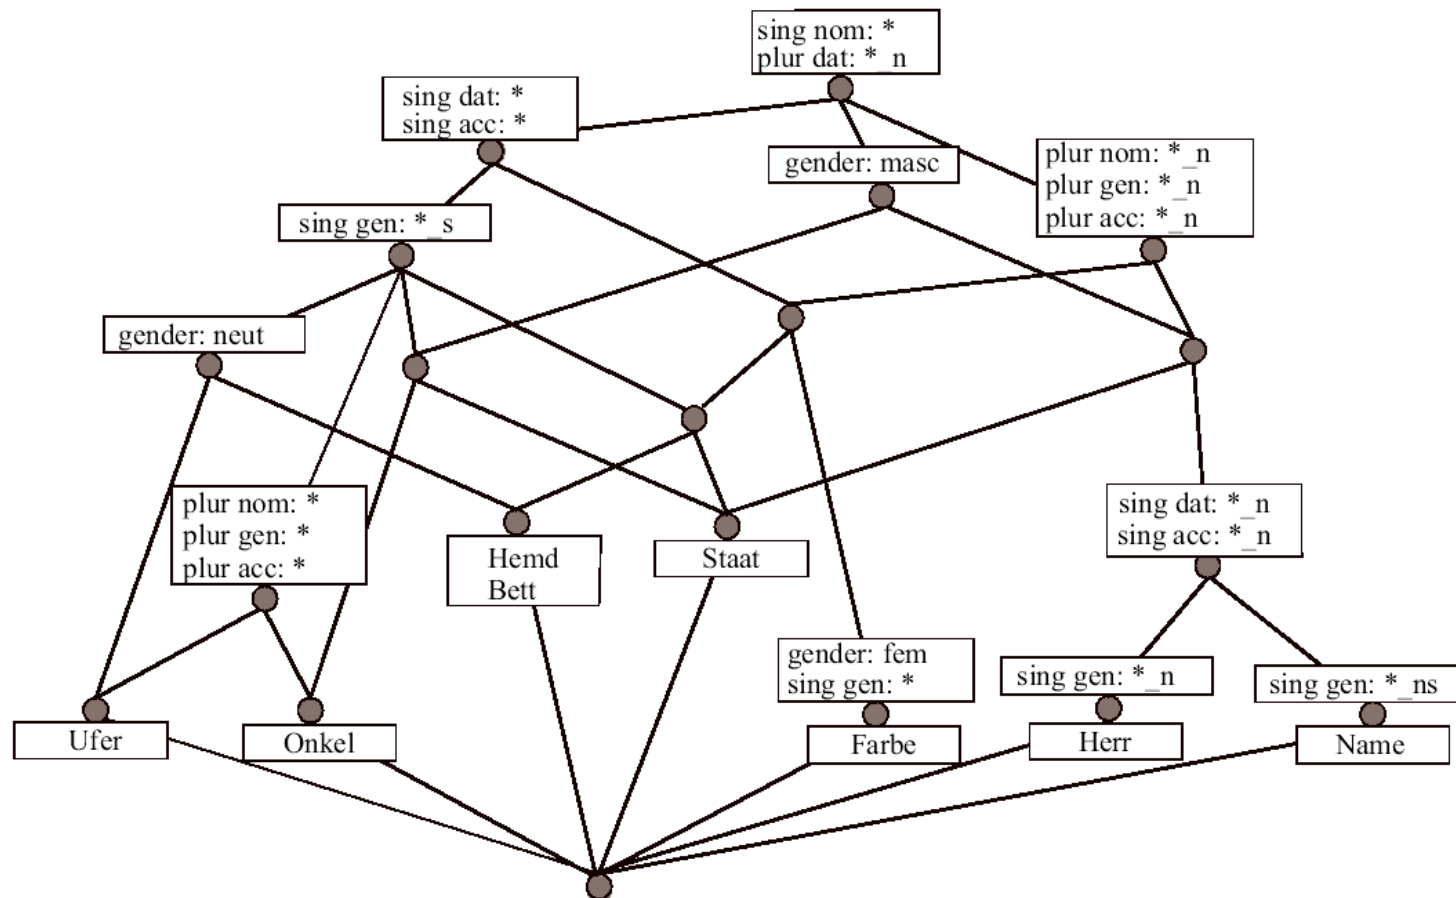 sing nom: *
plur dat: *_n
sing dat: *
sing acc: *
gender: masc
plur nom: *_n
plur gen: *_n
plur acc: *_n
sing gen: *_s
gender: neut
plur nom: *
plur gen: *
plur acc: *
Hemd
Bett
Staat
sing dat: *_n
sing acc: *_n
gender: fem
sing gen: *
sing gen: *_n
sing gen: *_ns
Ufer
Onkel
Farbe
Herr
Name